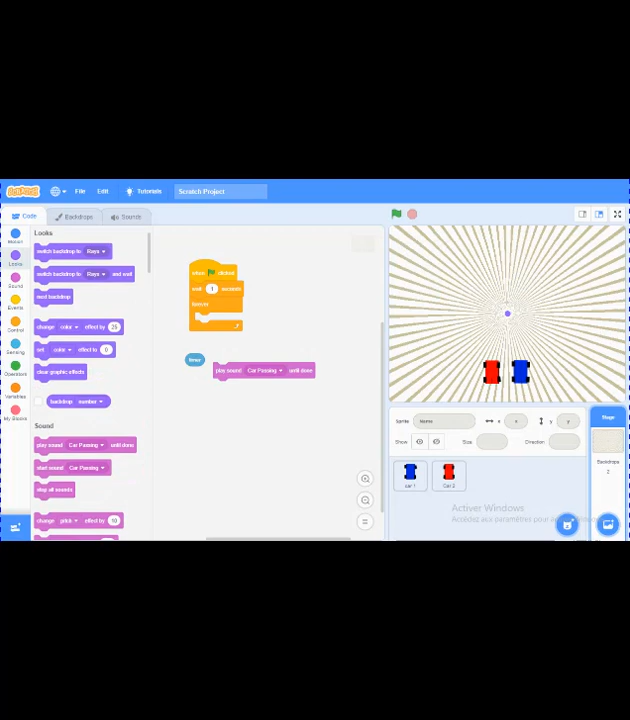 SCRATCH File Edit Tutorials Scratch Project
Code Backdrops Sounds
Motion
Looks
Sound
Events
Control
Sensing
Operators
Variables
My Blocks
Looks
switch backdrop to Rays
switch backdrop to Rays and wait
next backdrop
change color effect by 25
set color effect to 0
clear graphic effects
backdrop number
Sound
play sound Car Passing until done
start sound Car Passing
stop all sounds
change pitch effect by 10
when clicked
wait 1 seconds
forever
timer
play sound Car Passing until done
Sprite Name x x y y
Show Size Direction
car 1 Car 2
Stage
Backdrops
2
Activer Windows
Accédez aux paramètres pour